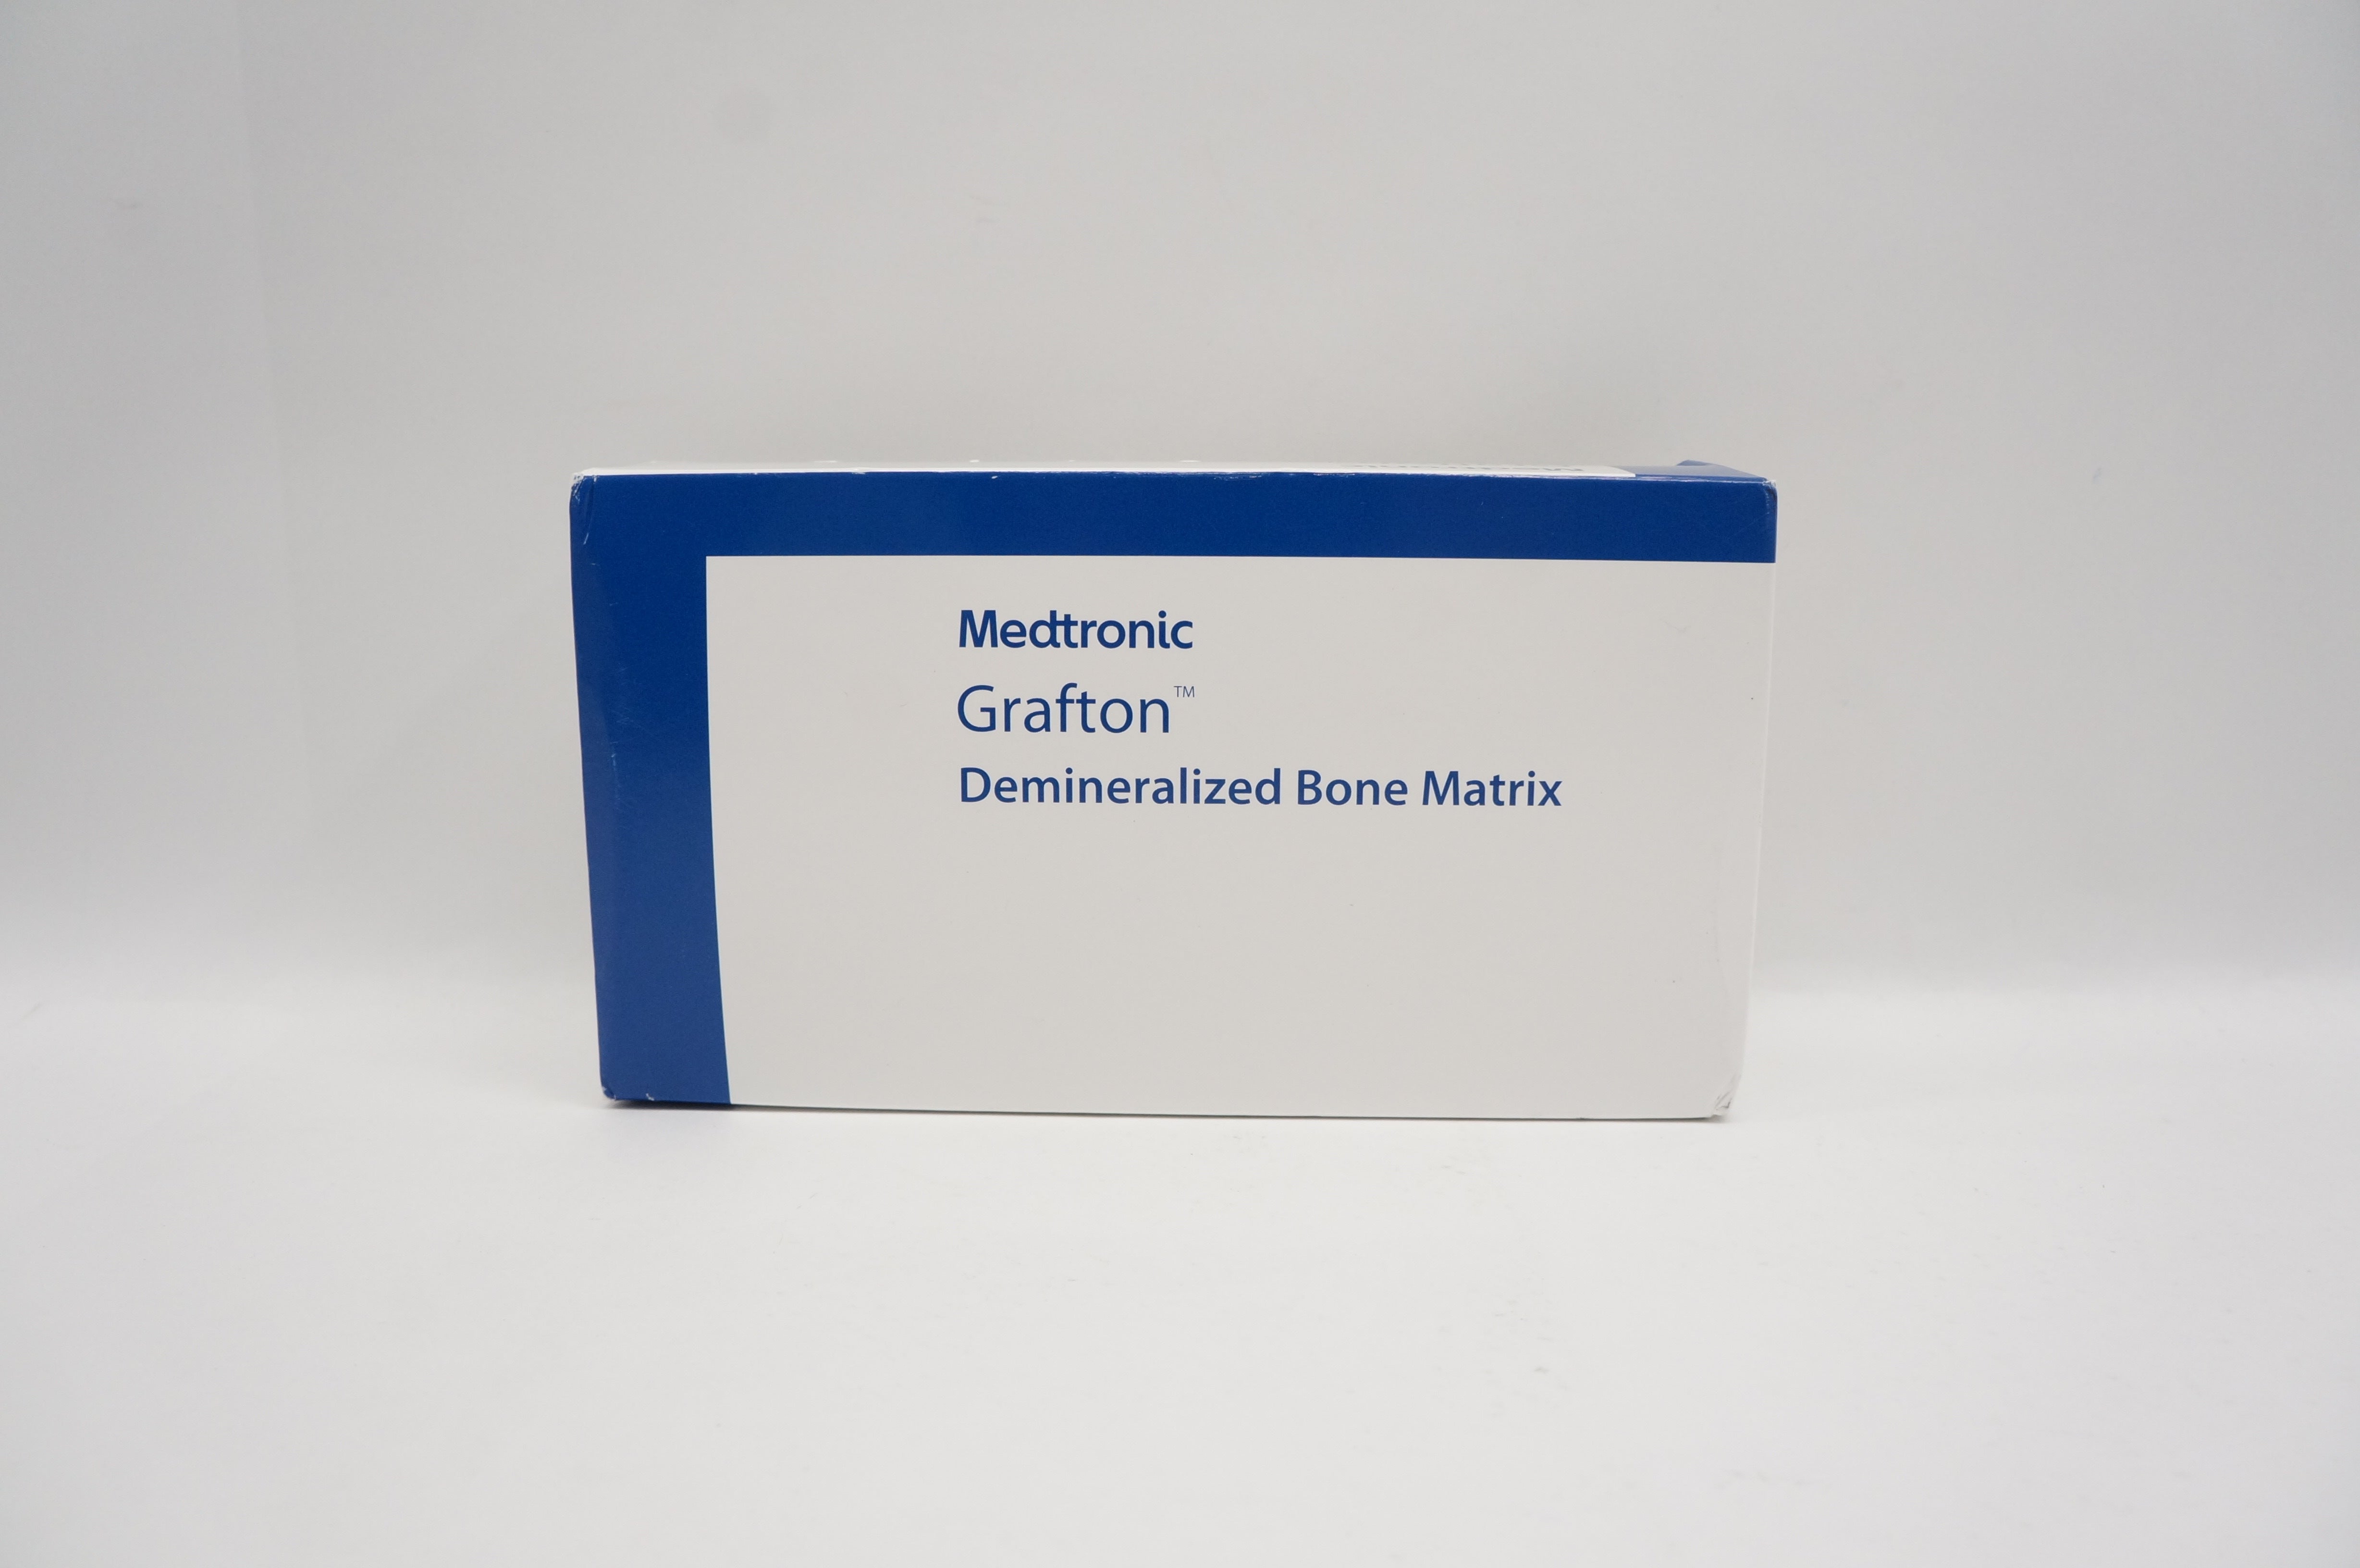 Medtronic
Grafton™
Demineralized Bone Matrix